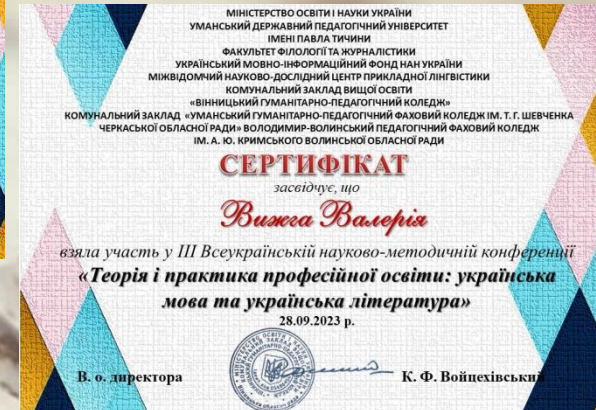 МІНІСТЕРСТВО ОСВІТИ І НАУКИ УКРАЇНИ
УМАНСЬКИЙ ДЕРЖАВНИЙ ПЕДАГОГІЧНИЙ УНІВЕРСИТЕТ
ІМЕНІ ПАВЛА ТИЧИНИ
ФАКУЛЬТЕТ ФІЛОЛОГІЇ ТА ЖУРНАЛІСТИКИ
УКРАЇНСЬКИЙ МОВНО-ІНФОРМАЦІЙНИЙ ФОНД НАН УКРАЇНИ
МІЖВІДОМЧИЙ НАУКОВО-ДОСЛІДНИЙ ЦЕНТР ПРИКЛАДНОЇ ЛІНГВІСТИКИ
КОМУНАЛЬНИЙ ЗАКЛАД ВИЩОЇ ОСВІТИ
«ВІННИЦЬКИЙ ГУМАНІТАРНО-ПЕДАГОГІЧНИЙ КОЛЕДЖ»
КОМУНАЛЬНИЙ ЗАКЛАД «УМАНСЬКИЙ ГУМАНІТАРНО-ПЕДАГОГІЧНИЙ ФАХОВИЙ КОЛЕДЖ ІМ. Т. Г. ШЕВЧЕНКА
ЧЕРКАСЬКОЇ ОБЛАСНОЇ РАДИ» ВОЛОДИМИР-ВОЛИНСЬКИЙ ПЕДАГОГІЧНИЙ ФАХОВИЙ КОЛЕДЖ
ІМ. А. Ю. КРИМСЬКОГО ВОЛИНСЬКОЇ ОБЛАСНОЇ РАДИ
СЕРТИФІКАТ
засвідчує, що
Вижга Валерія
взяла участь у ІІІ Всеукраїнській науково-методичній конференції
«Теорія і практика професійної освіти: українська
мова та українська література»
28.09.2023 р.
В. о. директора К. Ф. Войцехівський